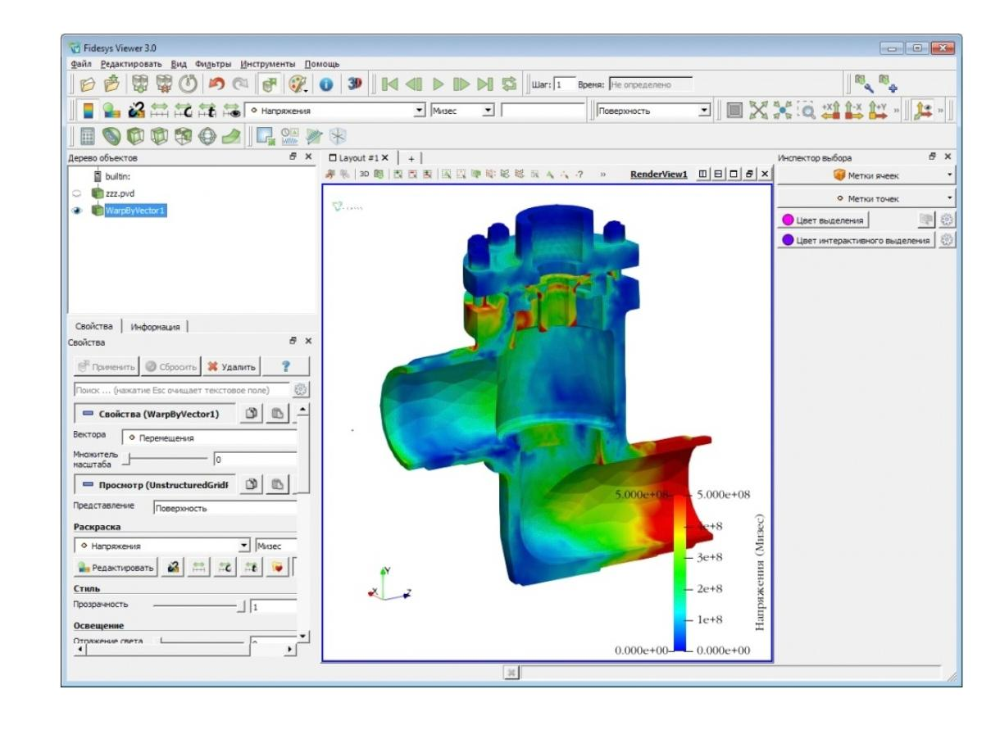 Fidesys Viewer 3.0
Файл Редактировать Вид Фильтры Инструменты Помощь
3D Шаг: 1 Время: Не определено
Напряжения Мизес Поверхность +X -X +Y »
Дерево объектов
builtin:
zzz.pvd
WarpByVector1
Свойства Информация
Свойства
Применить Сбросить Удалить ?
Поиск ... (нажатие Esc очищает текстовое поле)
Свойства (WarpByVector1)
Вектора Перемещения
Множитель масштаба 0
Просмотр (UnstructuredGridF
Представление Поверхность
Раскраска
Напряжения Мизес
Редактировать
Стиль
Прозрачность 1
Освещение
Отражение света 0
Layout #1 X +
3D » RenderView1
5.000e+08 5.000e+08
4e+8
3e+8
2e+8
1e+8
0.000e+00 0.000e+00
Напряжения (Мизес)
Y
X Z
Инспектор выбора
Метки ячеек
Метки точек
Цвет выделения
Цвет интерактивного выделения